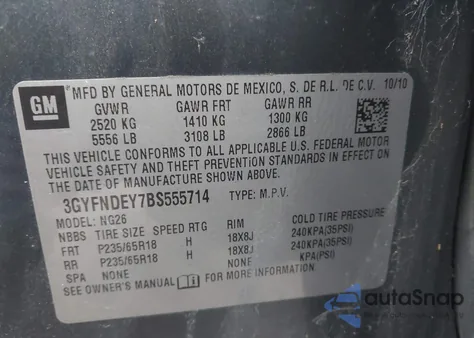 GM
MFD BY GENERAL MOTORS DE MEXICO, S. DE R.L. DE C.V. 10/10
GVWR GAWR FRT GAWR RR
2520 KG 1410 KG 1300 KG
5556 LB 3108 LB 2866 LB
THIS VEHICLE CONFORMS TO ALL APPLICABLE U.S. FEDERAL MOTOR
VEHICLE SAFETY AND THEFT PREVENTION STANDARDS IN EFFECT ON THE
DATE OF MANUFACTURE SHOWN ABOVE.
3GYFNDEY7BS555714 TYPE: M.P.V.
MODEL: NG26
NBBS TIRE SIZE SPEED RTG RIM COLD TIRE PRESSURE
FRT P235/65R18 H 18X8J 240KPA(35PSI)
RR P235/65R18 H 18X8J 240KPA(35PSI)
SPA NONE NONE KPA(PSI)
SEE OWNER'S MANUAL FOR MORE INFORMATION.
autoSnap